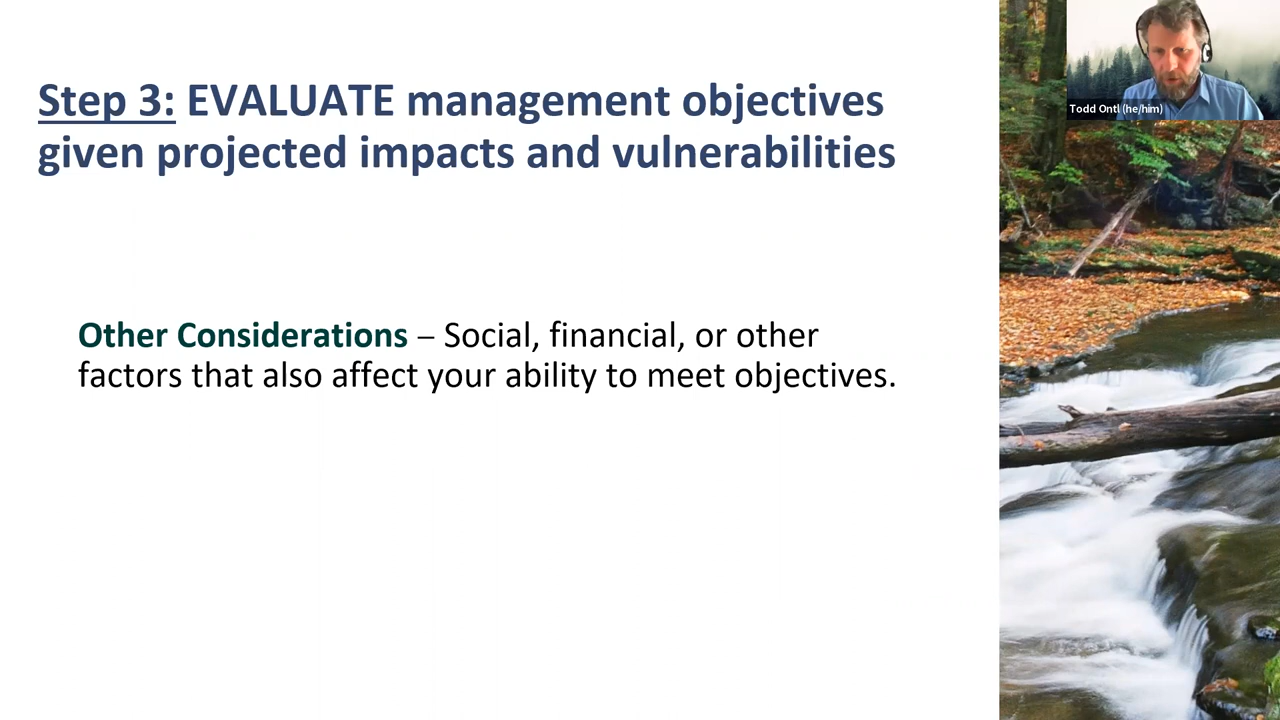 Step 3: EVALUATE management objectives
given projected impacts and vulnerabilities
Todd Ontl (he/him)
Other Considerations – Social, financial, or other
factors that also affect your ability to meet objectives.